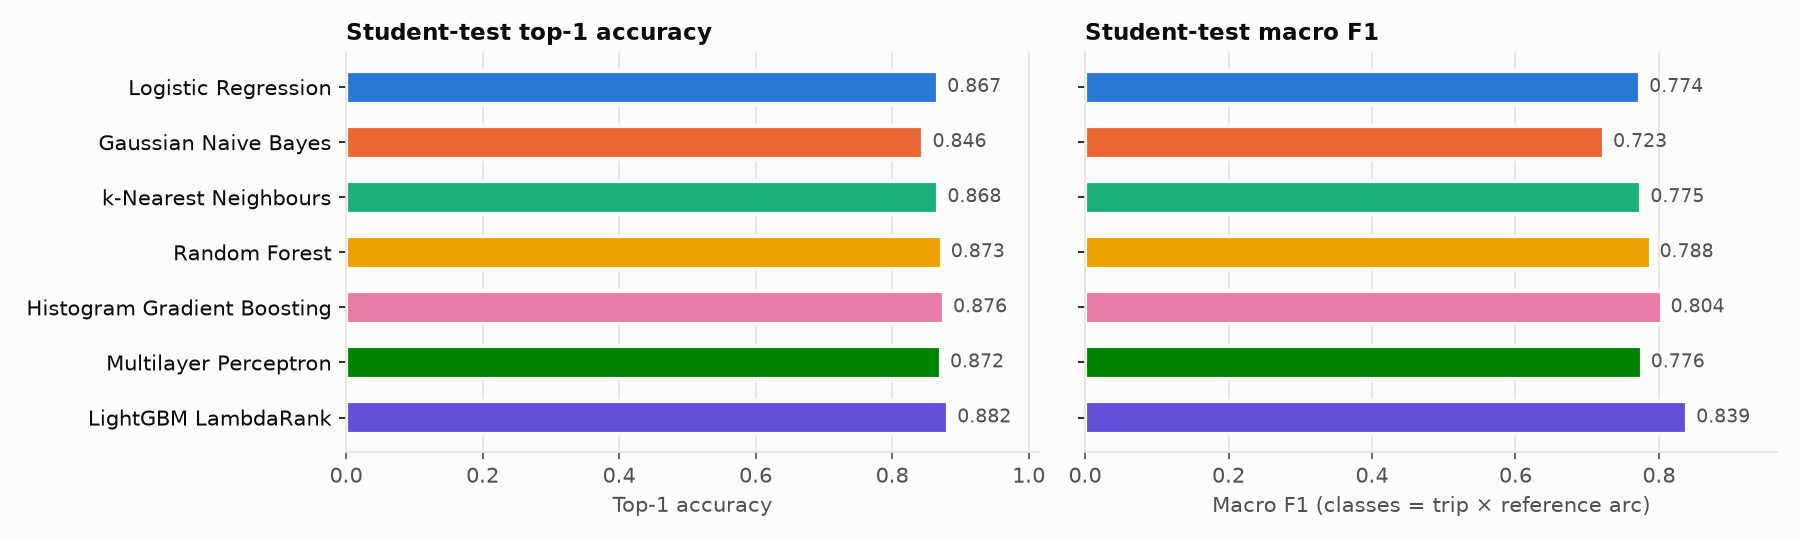 Student-test top-1 accuracy
Student-test macro F1
Logistic Regression
0.867
0.774
Gaussian Naive Bayes
0.846
0.723
k-Nearest Neighbours
0.868
0.775
Random Forest
0.873
0.788
Histogram Gradient Boosting
0.876
0.804
Multilayer Perceptron
0.872
0.776
LightGBM LambdaRank
0.882
0.839
0.0 0.2 0.4 0.6 0.8 1.0
0.0 0.2 0.4 0.6 0.8
Top-1 accuracy
Macro F1 (classes = trip × reference arc)